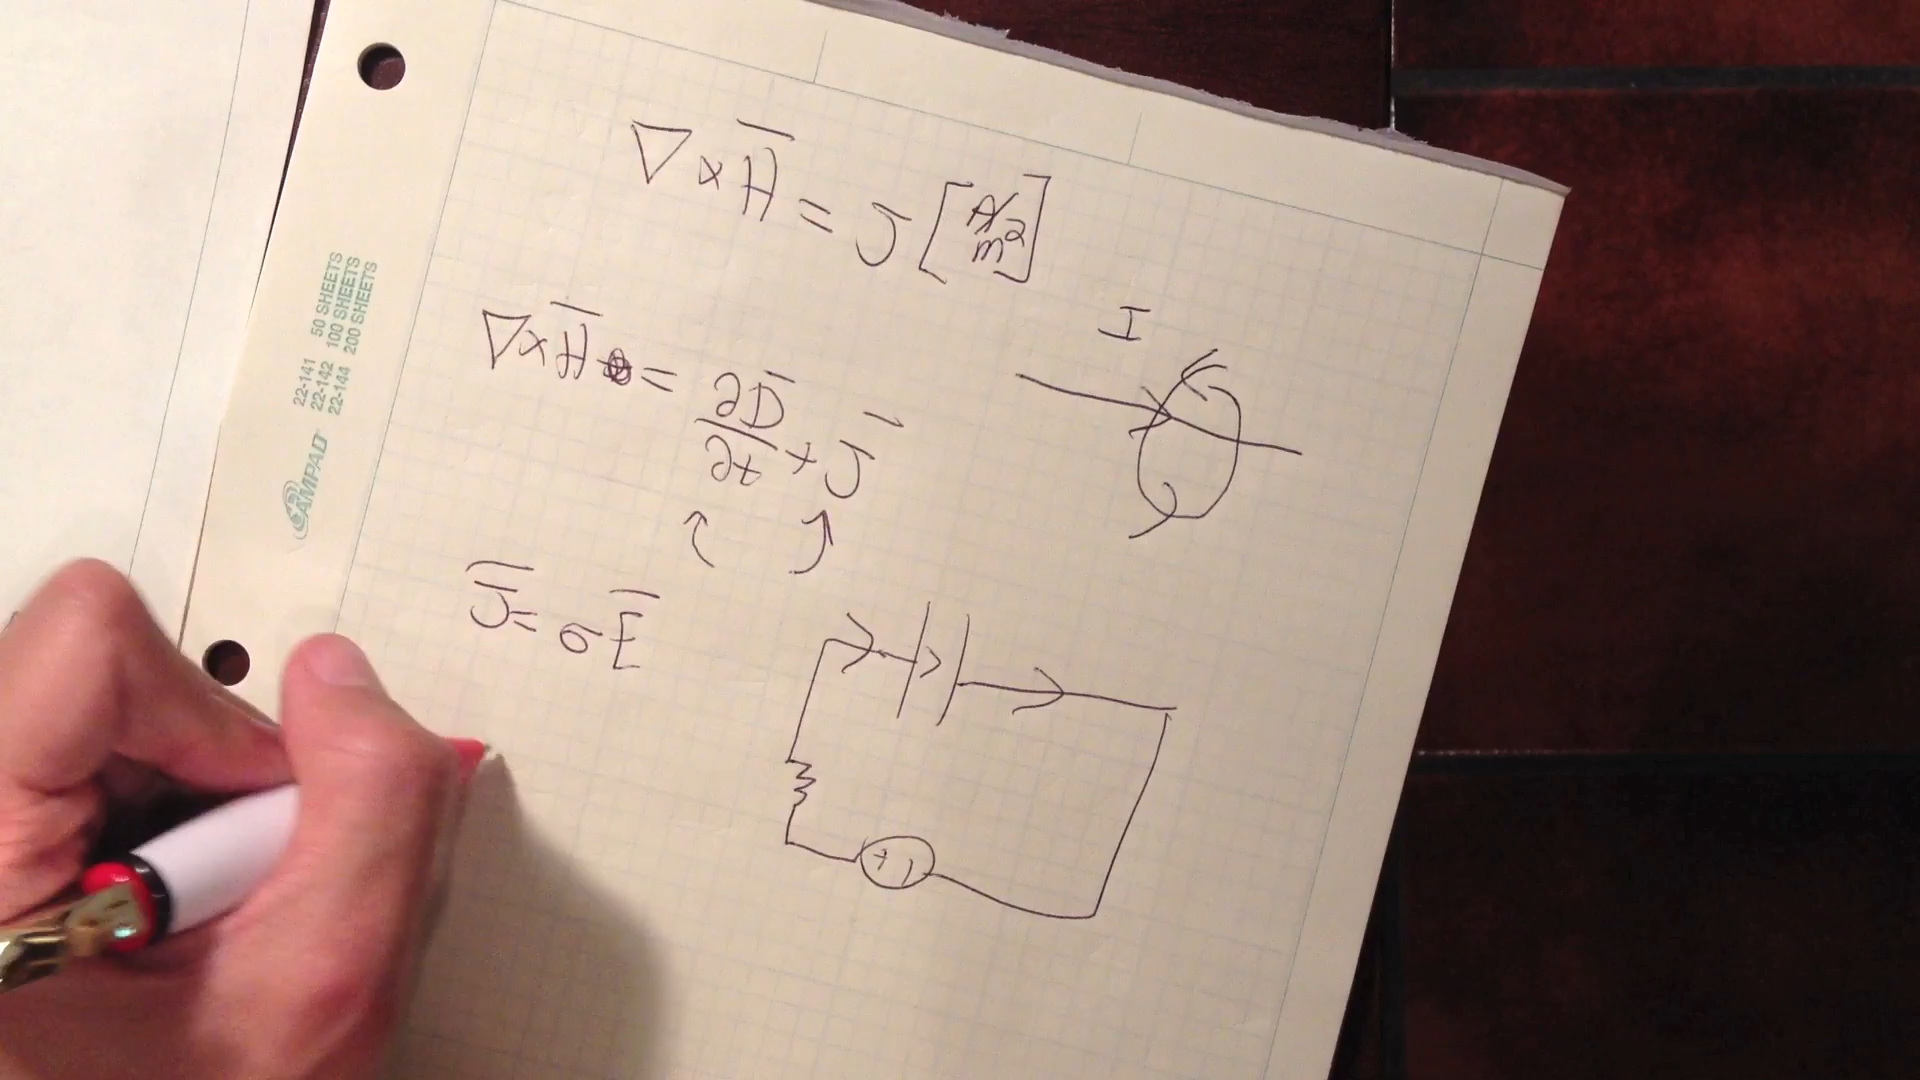 ∇ × H̅ = J [A/m²]
I
∇ × H̅ = ∂D̅/∂t + J̅
J̅ = σE̅
+ -
22-141 50 SHEETS
22-142 100 SHEETS
22-144 200 SHEETS
AMPAD